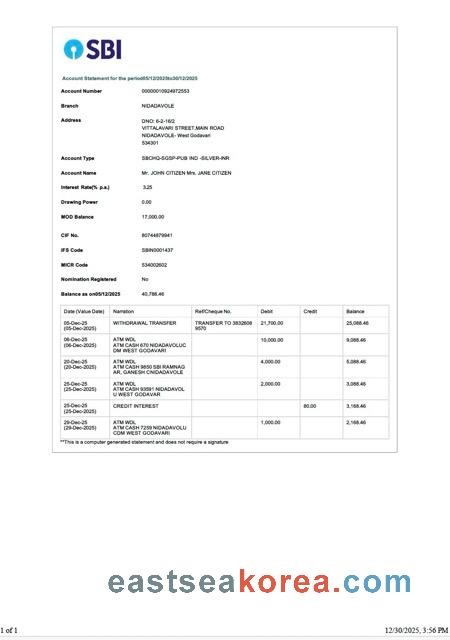 SBI
Account Statement for the period05/12/2025to30/12/2025
Account Number 00000010924972553
Branch NIDADAVOLE
Address DNO: 6-2-16/2
VITTALAVARI STREET,MAIN ROAD
NIDADAVOLE- West Godavari
534301
Account Type SBCHQ-SGSP-PUB IND -SILVER-INR
Account Name Mr. JOHN CITIZEN Mrs. JANE CITIZEN
Interest Rate(% p.a.) 3.25
Drawing Power 0.00
MOD Balance 17,000.00
CIF No. 80744879941
IFS Code SBIN0001437
MICR Code 534002602
Nomination Registered No
Balance as on05/12/2025 40,788.46
Date (Value Date) Narration Ref/Cheque No. Debit Credit Balance
05-Dec-25 WITHDRAWAL TRANSFER TRANSFER TO 3832608 21,700.00 25,088.46
(05-Dec-2025) 9570
06-Dec-25 ATM WDL 10,000.00 9,088.46
(06-Dec-2025) ATM CASH 670 NIDADAVOLUC
DM WEST GODAVARI
20-Dec-25 ATM WDL 4,000.00 5,088.46
(20-Dec-2025) ATM CASH 9850 SBI RAMNAG
AR, GANESH CNIDADAVOLE
25-Dec-25 ATM WDL 2,000.00 3,088.46
(25-Dec-2025) ATM CASH 93591 NIDADAVOL
U WEST GODAVAR
25-Dec-25 CREDIT INTEREST 80.00 3,168.46
(25-Dec-2025)
29-Dec-25 ATM WDL 1,000.00 2,168.46
(29-Dec-2025) ATM CASH 7259 NIDADAVOLU
CDM WEST GODAVARI
**This is a computer generated statement and does not require a signature
eastseakorea.com
1 of 1 12/30/2025, 3:56 PM